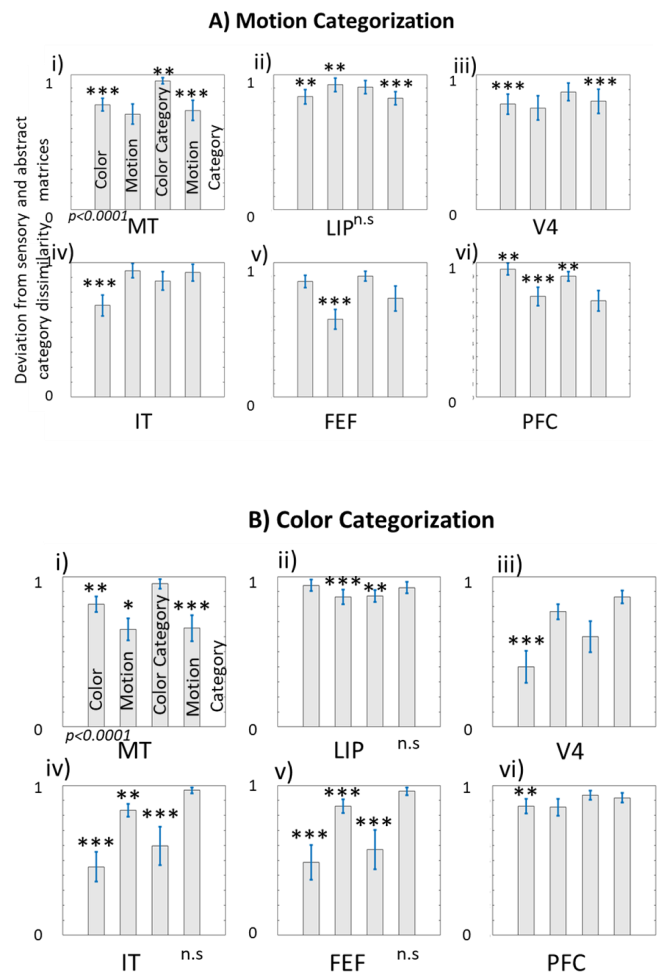 A) Motion Categorization
i)
ii)
iii)
1
1
1
***
**
***
**
**
***
***
***
Color
Motion
Color Category
Motion
Category
Deviation from sensory and abstract
category dissimilarity matrices
0
0
0
p<0.0001
MT
LIP n.s
V4
iv)
v)
vi)
1
1
***
***
**
***
**
0
0
0
IT
FEF
PFC
B) Color Categorization
i)
ii)
iii)
1
1
1
**
*
***
***
**
***
Color
Motion
Color Category
Motion
Category
0
0
0
p<0.0001
MT
LIP
n.s
V4
iv)
v)
vi)
1
1
1
***
**
***
***
***
***
**
0
0
0
IT
n.s
FEF
n.s
PFC